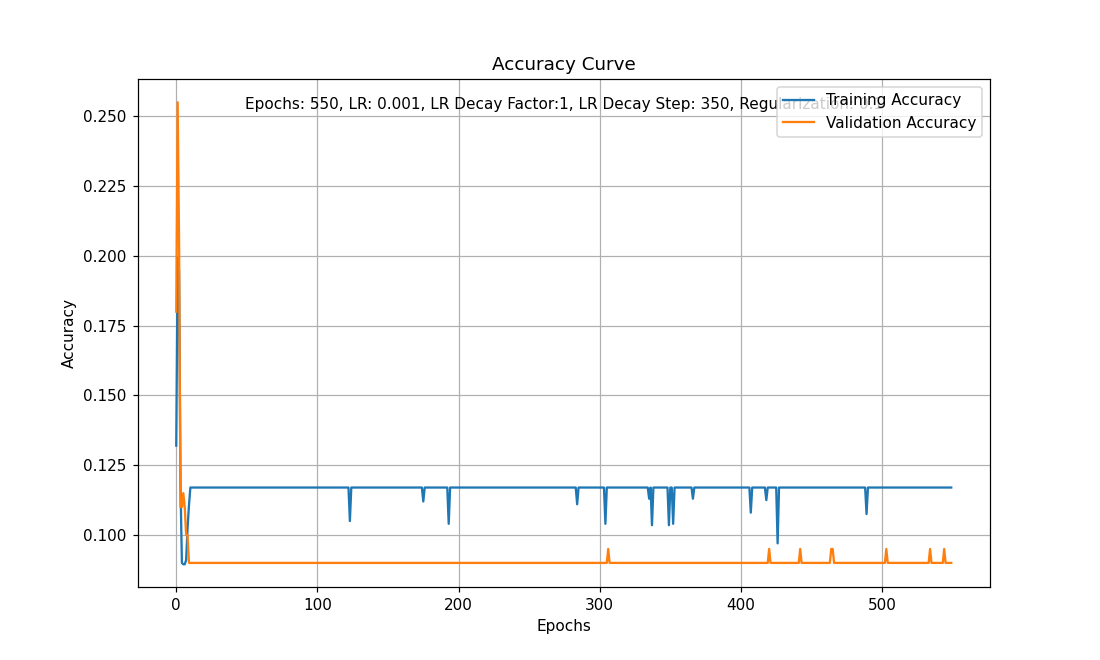 Accuracy Curve
Epochs: 550, LR: 0.001, LR Decay Factor:1, LR Decay Step: 350, Regularization:
Training Accuracy
Validation Accuracy
0.250
0.225
0.200
0.175
0.150
0.125
0.100
Accuracy
0 100 200 300 400 500
Epochs